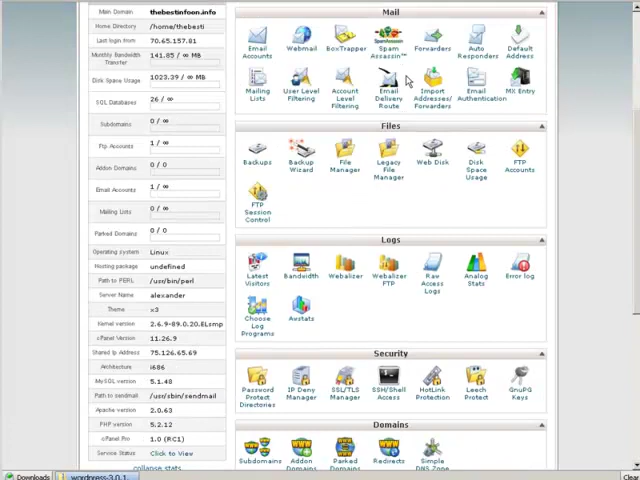 Main Domain thebestinfoon.info
Home Directory /home/thebesti
Last login from 70.65.157.81
Monthly Bandwidth Transfer 141.85 / ∞ MB
Disk Space Usage 1023.39 / ∞ MB
SQL Databases 26 / ∞
Subdomains 0 / ∞
Ftp Accounts 1 / ∞
Addon Domains 0 / 0
Email Accounts 1 / ∞
Mailing Lists 0 / ∞
Parked Domains 0 / 0
Operating system Linux
Hosting package undefined
Path to PERL /usr/bin/perl
Server Name alexander
Theme x3
Kernel version 2.6.9-89.0.20.ELsmp
cPanel Version 11.26.9
Shared Ip Address 75.126.65.69
Architecture i686
MySQL version 5.1.48
Path to sendmail /usr/sbin/sendmail
Apache version 2.0.63
PHP version 5.2.12
cPanel Pro 1.0 (RC1)
Service Status Click to View
collapse stats
Mail
Email Accounts
Webmail
BoxTrapper
SpamAssassin
Spam Assassin™
Forwarders
Auto Responders
Default Address
Mailing Lists
User Level Filtering
Account Level Filtering
Email Delivery Route
Import Addresses/ Forwarders
Email Authentication
MX Entry
Files
Backups
Backup Wizard
File Manager
Legacy File Manager
Web Disk
Disk Space Usage
FTP Accounts
FTP Session Control
Logs
Latest Visitors
Bandwidth
Webalizer
Webalizer FTP
Raw Access Logs
Analog Stats
Error log
Choose Log Programs
Awstats
Security
Password Protect Directories
IP Deny Manager
SSL/TLS Manager
SSH/Shell Access
HotLink Protection
Leech Protect
GnuPG Keys
Domains
Subdomains
Addon Domains
Parked Domains
Redirects
Simple DNS Zone
Downloads
wordpress-3.0.1.
Clear